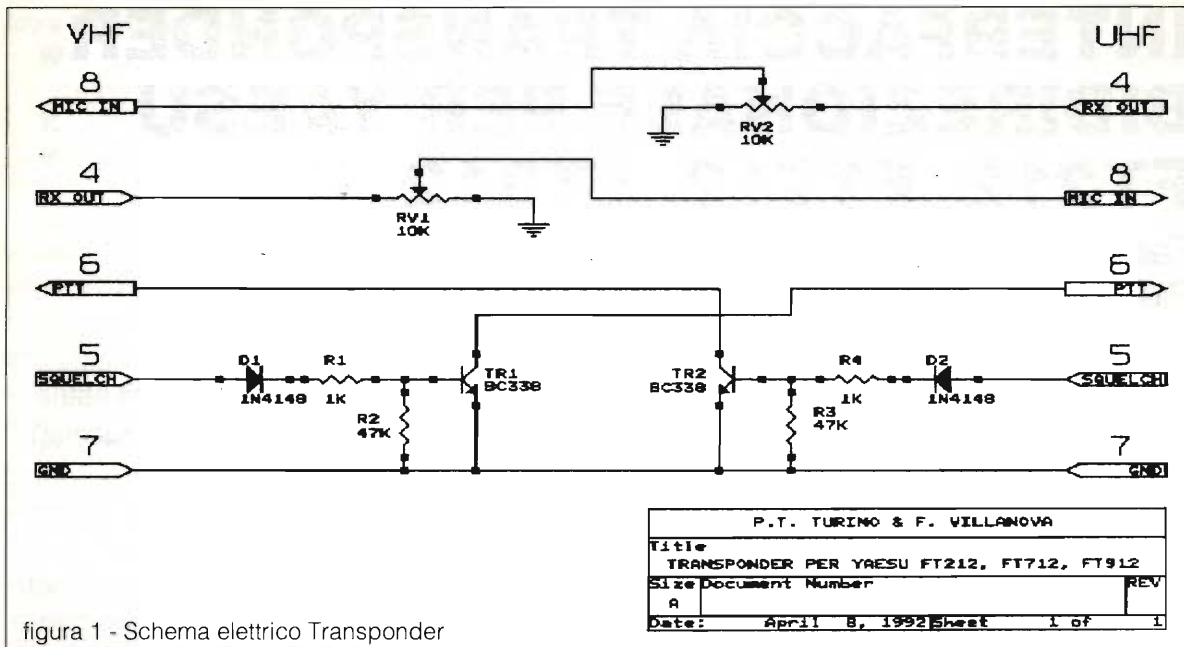 VHF
UHF
8
MIC IN
RV2
10K
4
RX OUT
4
RX OUT
RV1
10K
8
MIC IN
6
PTT
6
PTT
5
SQUELCH
D1
1N4148
R1
1K
R2
47K
TR1
BC338
TR2
BC338
R4
1K
R3
47K
D2
1N4148
5
SQUELCH
7
GND
7
GND
P.T. TURINO & F. VILLANOVA
Title
TRANSPONDER PER YAESU FT212, FT712, FT912
Size Document Number REV
A
Date: April 8, 1992 Sheet 1 of 1
figura 1 - Schema elettrico Transponder